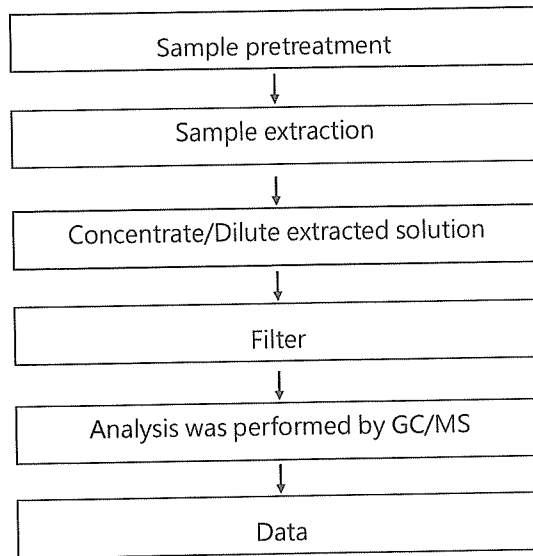 Sample pretreatment
Sample extraction
Concentrate/Dilute extracted solution
Filter
Analysis was performed by GC/MS
Data